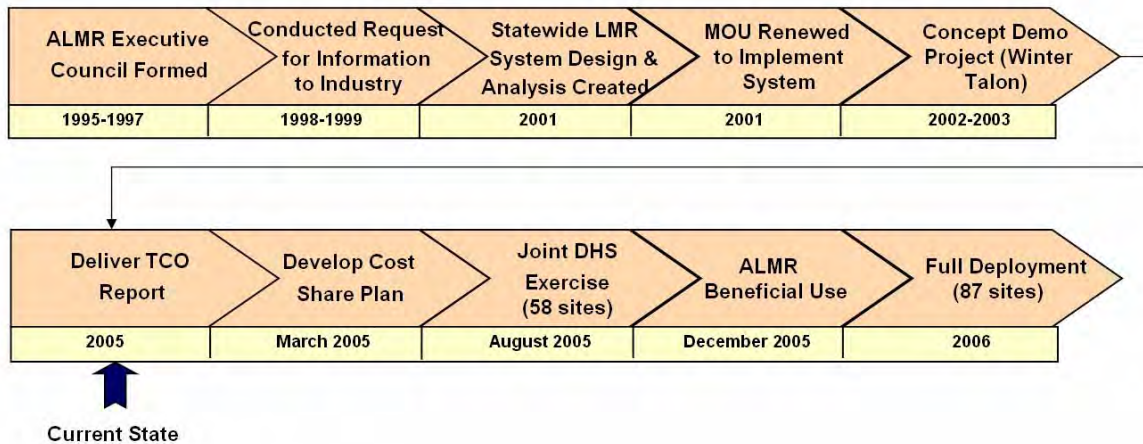 ALMR Executive
Council Formed
Conducted Request
for Information
to Industry
Statewide LMR
System Design &
Analysis Created
MOU Renewed
to Implement
System
Concept Demo
Project (Winter
Talon)
1995-1997
1998-1999
2001
2001
2002-2003
Deliver TCO
Report
Develop Cost
Share Plan
Joint DHS
Exercise
(58 sites)
ALMR
Beneficial Use
Full Deployment
(87 sites)
2005
March 2005
August 2005
December 2005
2006
Current State